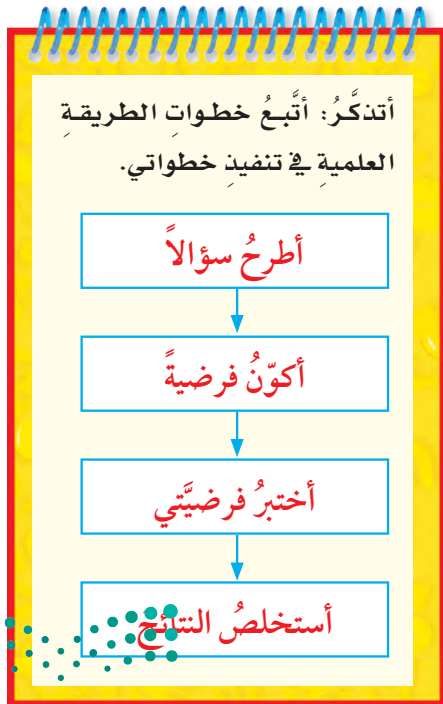 أتذكَّرُ: أتَّبعُ خطواتِ الطريقةِ
العلميةِ في تنفيذِ خطواتي.
أطرحُ سؤالاً
أكوّنُ فرضيةً
أختبرُ فرضيَّتي
أستخلصُ النتائج